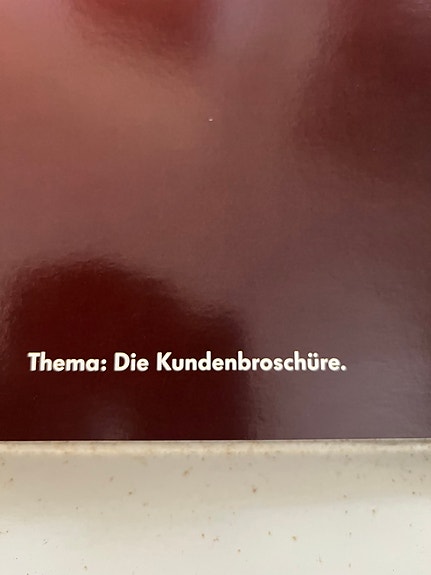 Thema: Die Kundenbroschüre.